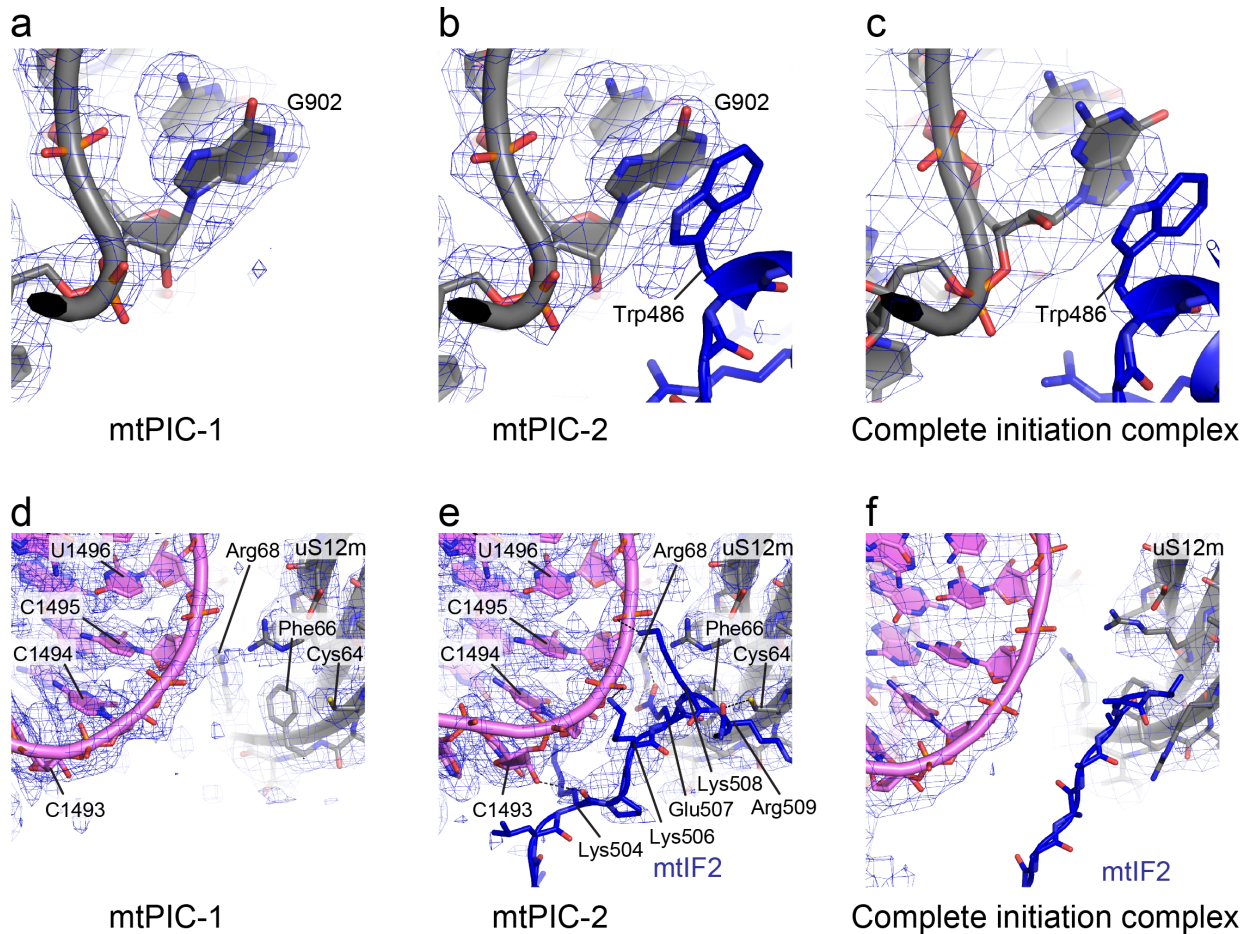 a
b
c
G902
G902
Trp486
Trp486
mtPIC-1
mtPIC-2
Complete initiation complex
d
e
f
U1496
Arg68
uS12m
C1495
Phe66
C1494
Cys64
C1493
U1496
Arg68
uS12m
C1495
Phe66
C1494
Cys64
C1493
Lys508
Glu507
Arg509
Lys506
Lys504
mtIF2
uS12m
mtIF2
mtPIC-1
mtPIC-2
Complete initiation complex